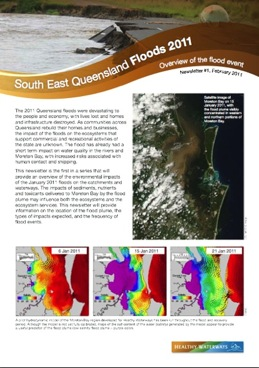 South East Queensland Floods 2011
Overview of the flood event
Newsletter #1, February 2011
Satellite image of
Moreton Bay on 15
January 2011, with
the flood plume visibly
concentrated in western
and northern portions of
Moreton Bay.
The 2011 Queensland floods were devastating to
the people and economy, with lives lost and homes
and infrastructure destroyed. As communities across
Queensland rebuild their homes and businesses,
the impact of the floods on the ecosystems that
support commercial and recreational activities of
the state are unknown. The flood has already had a
short term impact on water quality in the rivers and
Moreton Bay, with increased risks associated with
human contact and shipping.
This newsletter is the first in a series that will
provide an overview of the environmental impacts
of the January 2011 floods on the catchments and
waterways. The impacts of sediments, nutrients
and toxicants delivered to Moreton Bay by the flood
plume may influence both the ecosystems and the
ecosystem services. This newsletter will provide
information on the location of the flood plume, the
types of impacts expected, and the frequency of
flood events.
9 Jan 2011
15 Jan 2011
21 Jan 2011
HEALTHY WATERWAYS